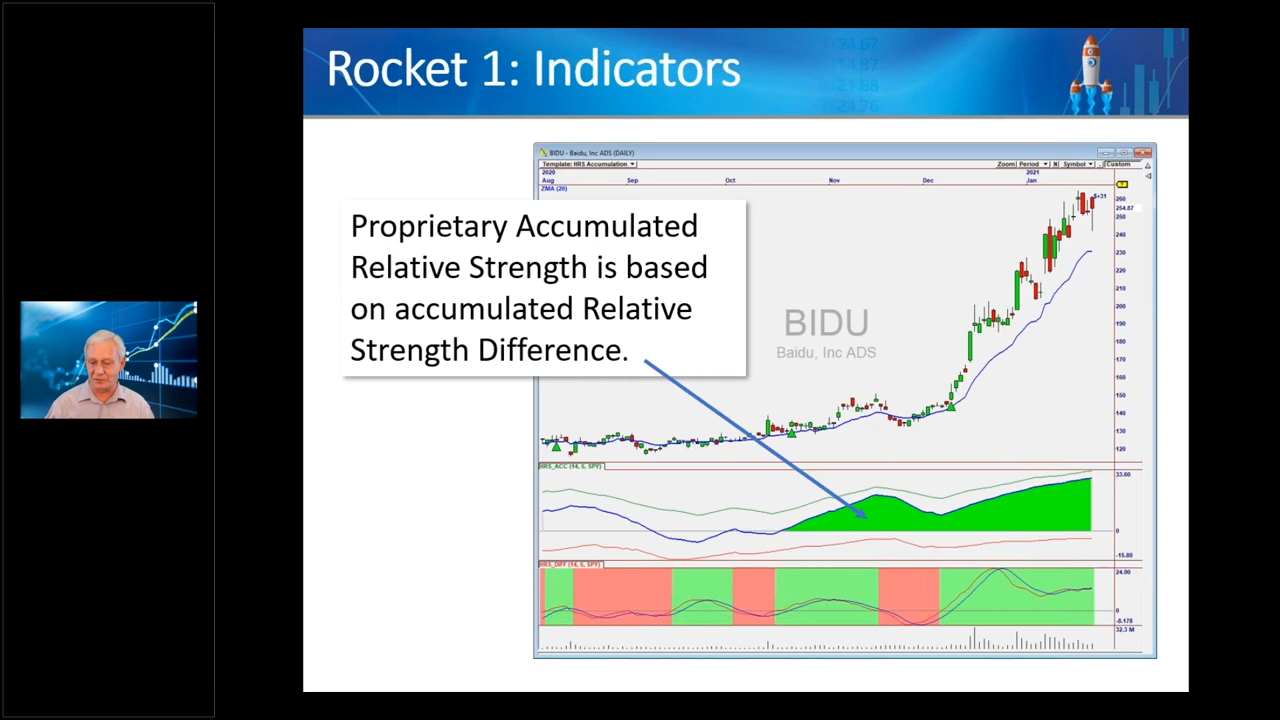 Rocket 1: Indicators
BIDU - Baidu, Inc ADS (DAILY)
Template: HRS Accumulation
Zoom Period N Symbol Custom
2020 2021
Aug Sep Oct Nov Dec Jan
ZMA (20)
Proprietary Accumulated
Relative Strength is based
on accumulated Relative
Strength Difference.
BIDU
Baidu, Inc ADS
$+31
260
254.87
250
240
230
220
210
200
190
180
170
160
150
140
130
120
HRS_ACC (14, 5, SPY)
33.60
0
-15.80
HRS_DIFF (14, 5, SPY)
24.90
0
-8.178
32.3 M